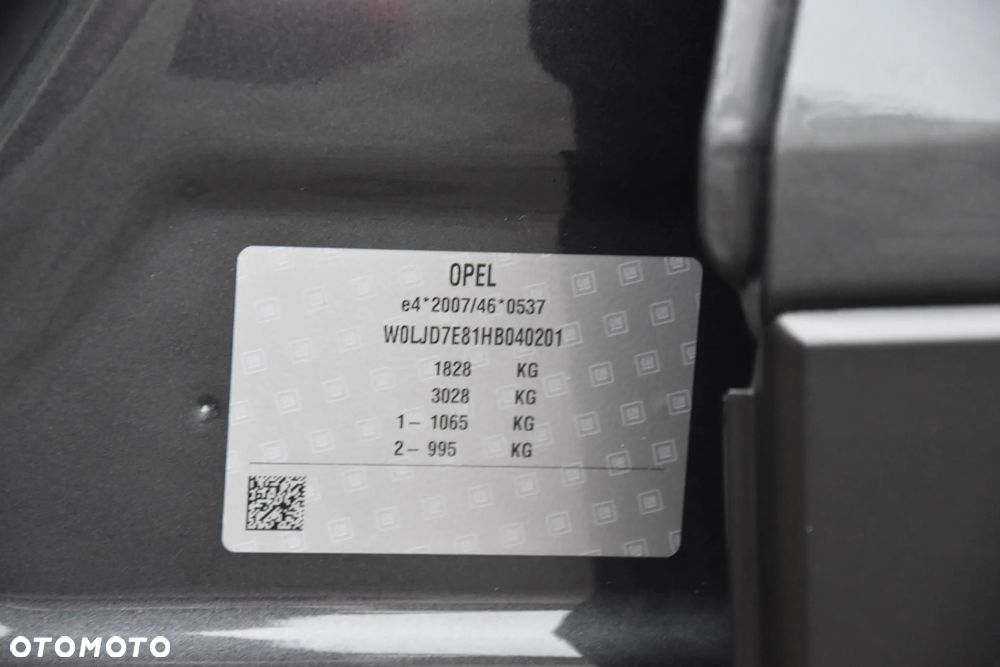 OPEL
e4*2007/46*0537
W0LJD7E81HB040201
1828 KG
3028 KG
1– 1065 KG
2– 995 KG
OTOMOTO